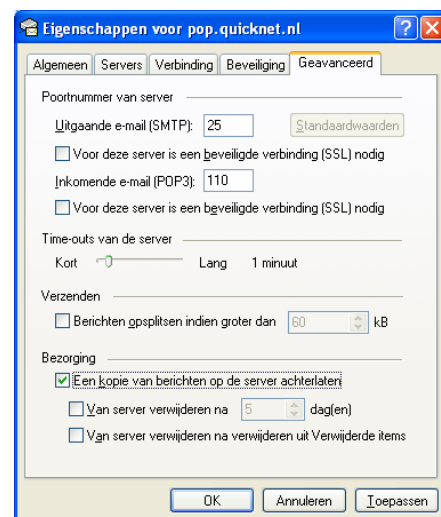 Eigenschappen voor pop.quicknet.nl
Algemeen Servers Verbinding Beveiliging Geavanceerd
Poortnummer van server
Uitgaande e-mail (SMTP): 25 Standaardwaarden
Voor deze server is een beveiligde verbinding (SSL) nodig
Inkomende e-mail (POP3): 110
Voor deze server is een beveiligde verbinding (SSL) nodig
Time-outs van de server
Kort Lang 1 minuut
Verzenden
Berichten opsplitsen indien groter dan 60 kB
Bezorging
Een kopie van berichten op de server achterlaten
Van server verwijderen na 5 dag(en)
Van server verwijderen na verwijderen uit Verwijderde items
OK Annuleren Toepassen